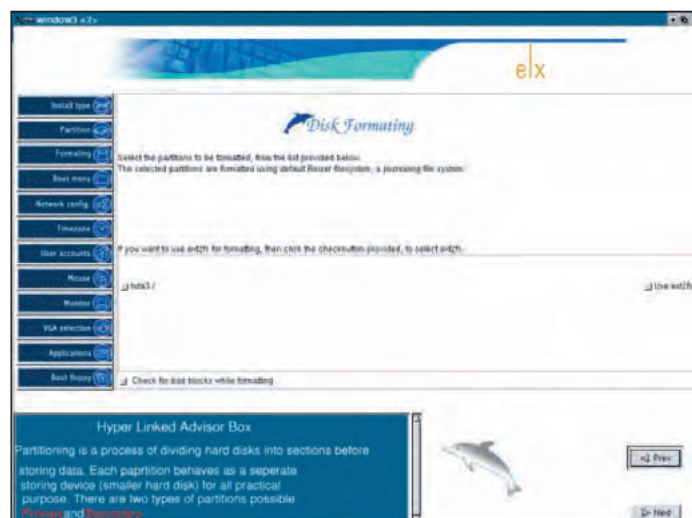 window3 <2>
elx
Install type
Partition
Formating
Boot menu
Network config.
Timezone
User accounts
Mouse
Monitor
VGA selection
Applications
Boot floppy
Disk Formating
Select the partitions to be formatted, from the list provided below.
The selected partitions are formatted using default Reiser filesystem, a journaling file system.
If you want to use ext2fs for formatting, then click the checkbutton provided, to select ext2fs.
hda3 /
Use ext2fs
Check for bad blocks while formatting
Hyper Linked Advisor Box
Partitioning is a process of dividing hard disks into sections before
storing data. Each paprtition behaves as a seperate
storing device (smaller hard disk) for all practical
purpose. There are two types of partitions possible
and
Prev
Next